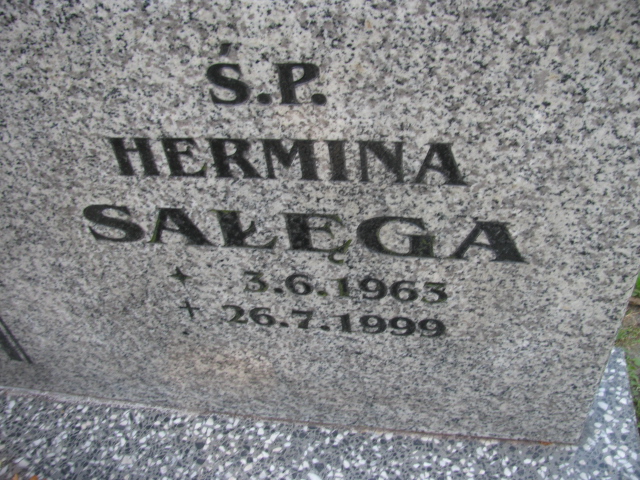 Ś.P.
HERMINA
SAŁĘGA
* 3.6.1963
+ 26.7.1999